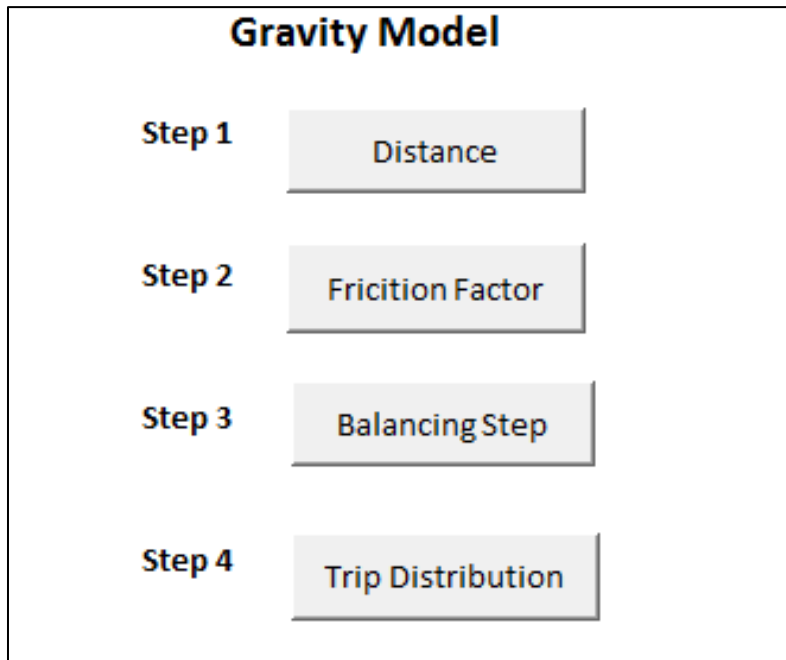 Gravity Model
Step 1
Distance
Step 2
Fricition Factor
Step 3
Balancing Step
Step 4
Trip Distribution